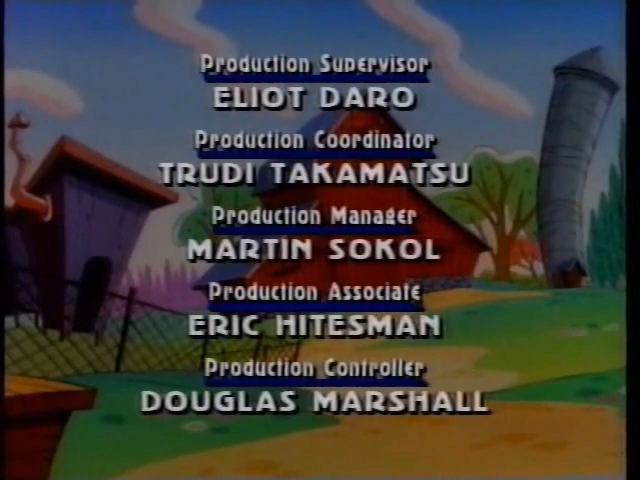 Production Supervisor
ELIOT DARO
Production Coordinator
TRUDI TAKAMATSU
Production Manager
MARTIN SOKOL
Production Associate
ERIC HITESMAN
Production Controller
DOUGLAS MARSHALL